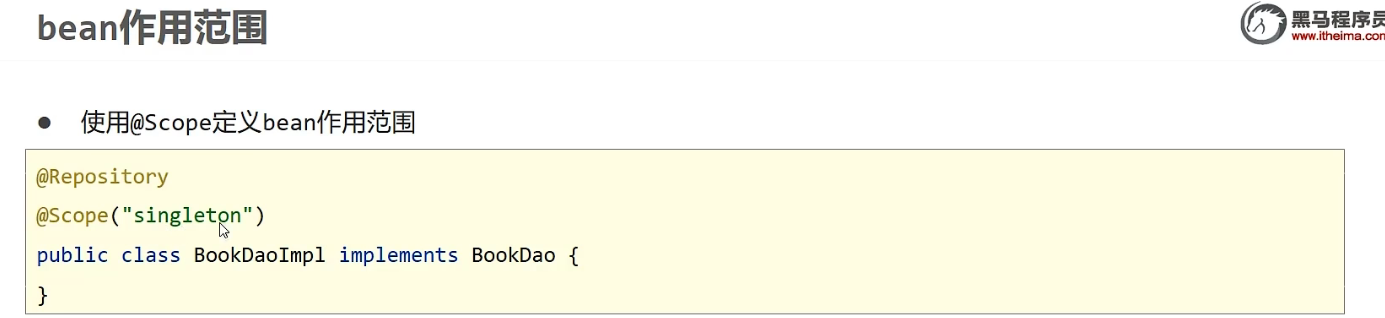 bean作用范围
黑马程序员
www.itheima.com
● 使用@Scope定义bean作用范围
@Repository
@Scope("singleton")
public class BookDaoImpl implements BookDao {
}